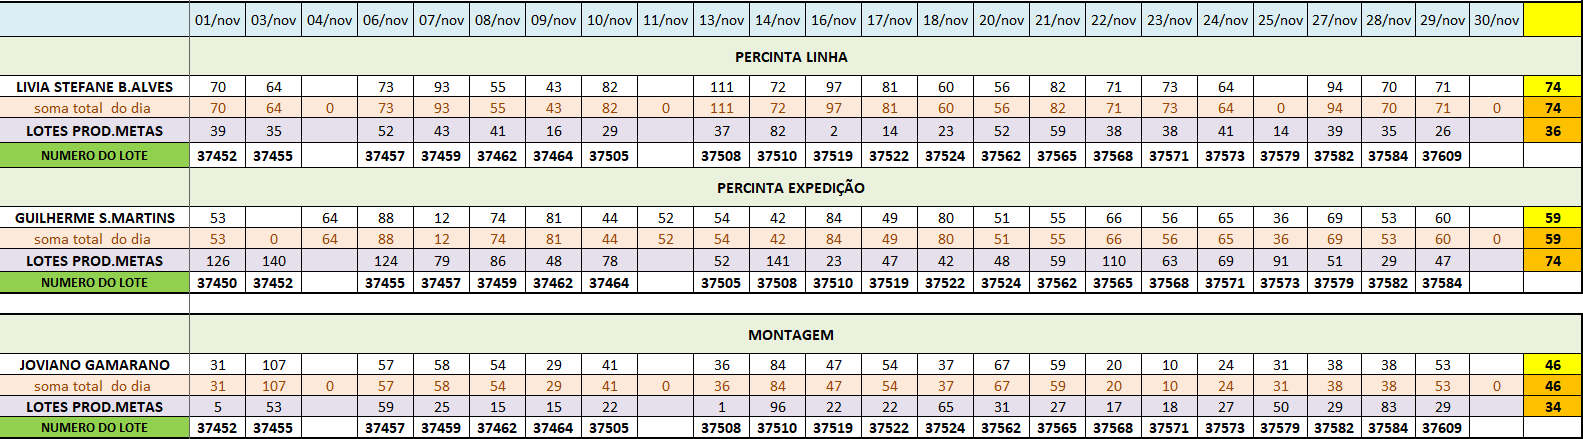 01/nov 03/nov 04/nov 06/nov 07/nov 08/nov 09/nov 10/nov 11/nov 13/nov 14/nov 16/nov 17/nov 18/nov 20/nov 21/nov 22/nov 23/nov 24/nov 25/nov 27/nov 28/nov 29/nov 30/nov
PERCINTA LINHA
LIVIA STEFANE B.ALVES 70 64 73 93 55 43 82 111 72 97 81 60 56 82 71 73 64 94 70 71 74
soma total do dia 70 64 0 73 93 55 43 82 0 111 72 97 81 60 56 82 71 73 64 0 94 70 71 0 74
LOTES PROD.METAS 39 35 52 43 41 16 29 37 82 2 14 23 52 59 38 38 41 14 39 35 26 36
NUMERO DO LOTE 37452 37455 37457 37459 37462 37464 37505 37508 37510 37519 37522 37524 37562 37565 37568 37571 37573 37579 37582 37584 37609
PERCINTA EXPEDIÇÃO
GUILHERME S.MARTINS 53 64 88 12 74 81 44 52 54 42 84 49 80 51 55 66 56 65 36 69 53 60 59
soma total do dia 53 0 64 88 12 74 81 44 52 54 42 84 49 80 51 55 66 56 65 36 69 53 60 0 59
LOTES PROD.METAS 126 140 124 79 86 48 78 52 141 23 47 42 48 59 110 63 69 91 51 29 47 74
NUMERO DO LOTE 37450 37452 37455 37457 37459 37462 37464 37505 37508 37510 37519 37522 37524 37562 37565 37568 37571 37573 37579 37582 37584
MONTAGEM
JOVIANO GAMARANO 31 107 57 58 54 29 41 36 84 47 54 37 67 59 20 10 24 31 38 38 53 46
soma total do dia 31 107 0 57 58 54 29 41 0 36 84 47 54 37 67 59 20 10 24 31 38 38 53 0 46
LOTES PROD.METAS 5 53 59 25 15 15 22 1 96 22 22 65 31 27 17 18 27 50 29 83 29 34
NUMERO DO LOTE 37452 37455 37457 37459 37462 37464 37505 37508 37510 37519 37522 37524 37562 37565 37568 37571 37573 37579 37582 37584 37609